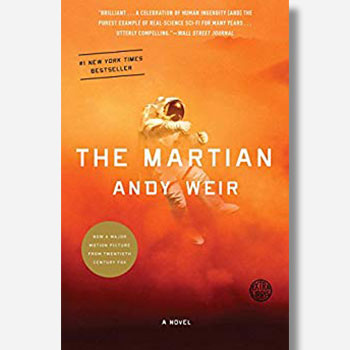 "BRILLIANT . . . A CELEBRATION OF HUMAN INGENUITY [AND] THE
PUREST EXAMPLE OF REAL-SCIENCE SCI-FI FOR MANY YEARS . . .
UTTERLY COMPELLING."—WALL STREET JOURNAL
#1 NEW YORK TIMES
BESTSELLER
THE MARTIAN
ANDY WEIR
NOW A MAJOR
MOTION PICTURE
FROM TWENTIETH
CENTURY FOX
A NOVEL